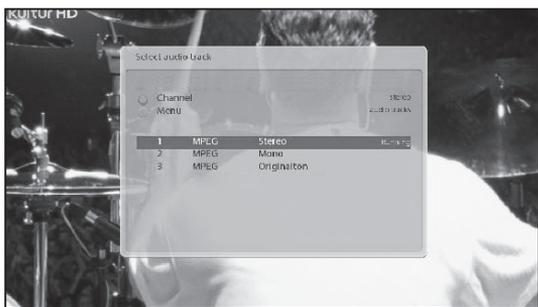 Kultur HD
Select audio track
Channel stereo
Menu audio tracks
1 MPEG Stereo Running
2 MPEG Mono
3 MPEG Originalton